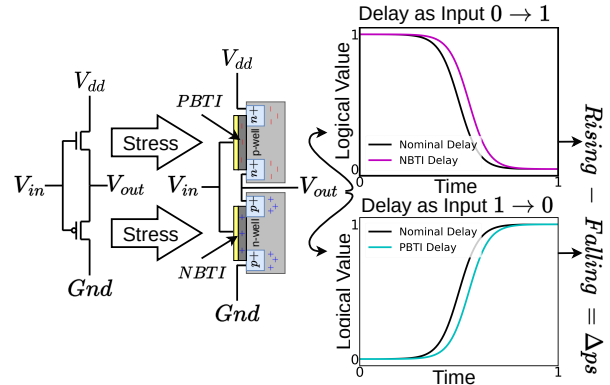 V_dd
V_in
V_out
Gnd
Stress
Stress
V_dd
PBTI
n+
p-well
n+
V_in
V_out
p+
n-well
p+
NBTI
Gnd
Delay as Input 0 → 1
Logical Value
1
0
Nominal Delay
NBTI Delay
0
Time
1
Delay as Input 1 → 0
Logical Value
1
0
Nominal Delay
PBTI Delay
0
Time
1
Rising − Falling = Δps